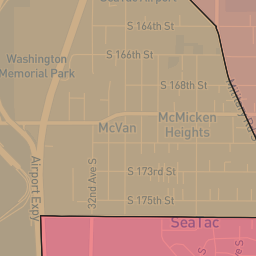 S 164th St
S 166th St
Washington
Memorial Park
S 168th St
McMicken
Heights
McVan
Airport Expy
32nd Ave S
S 173rd St
S 175th St
SeaTac